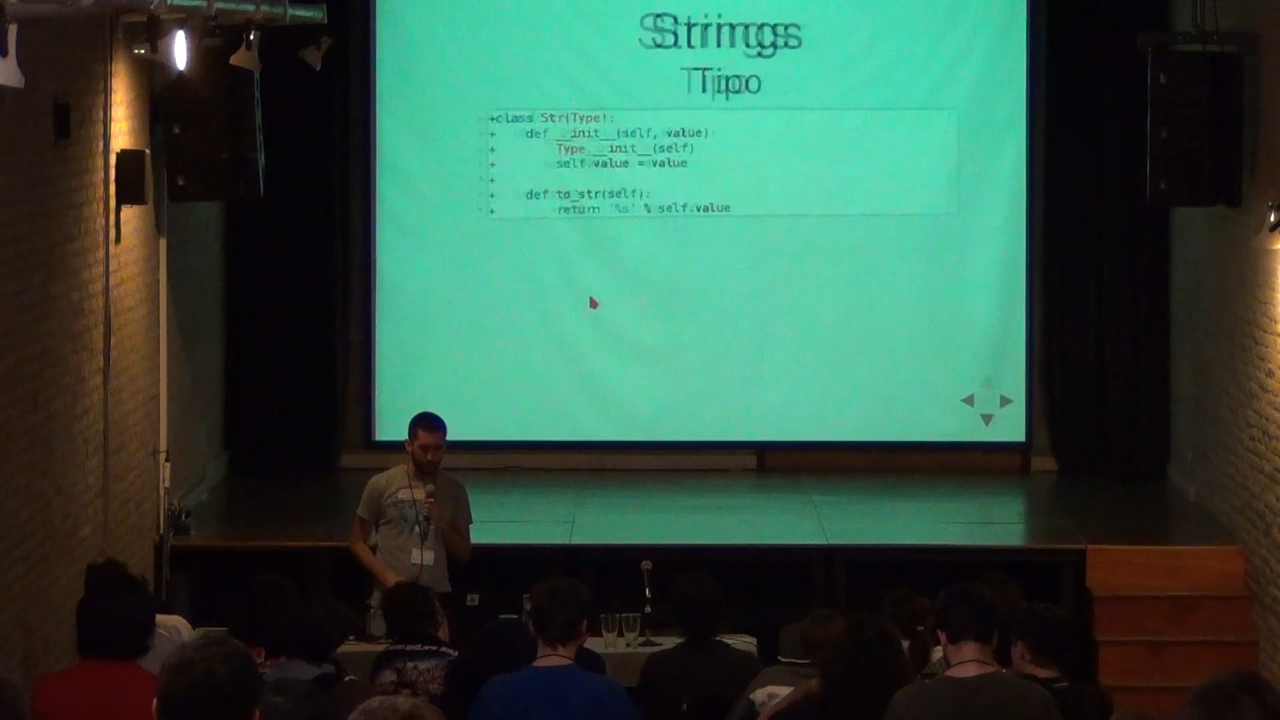 Strings
Tipo
+class Str(Type):
+    def __init__(self, value):
+        Type.__init__(self)
+        self.value = value
+
+    def to_str(self):
+        return '%s' % self.value